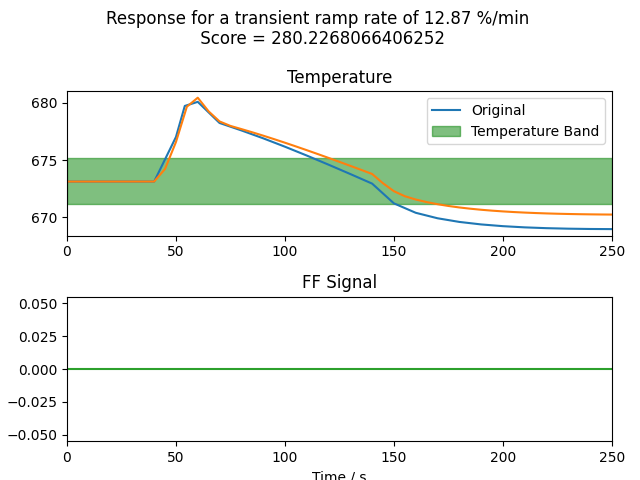 Response for a transient ramp rate of 12.87 %/min
Score = 280.2268066406252
Temperature
Original
Temperature Band
680
675
670
0 50 100 150 200 250
FF Signal
0.050
0.025
0.000
−0.025
−0.050
0 50 100 150 200 250
Time / s